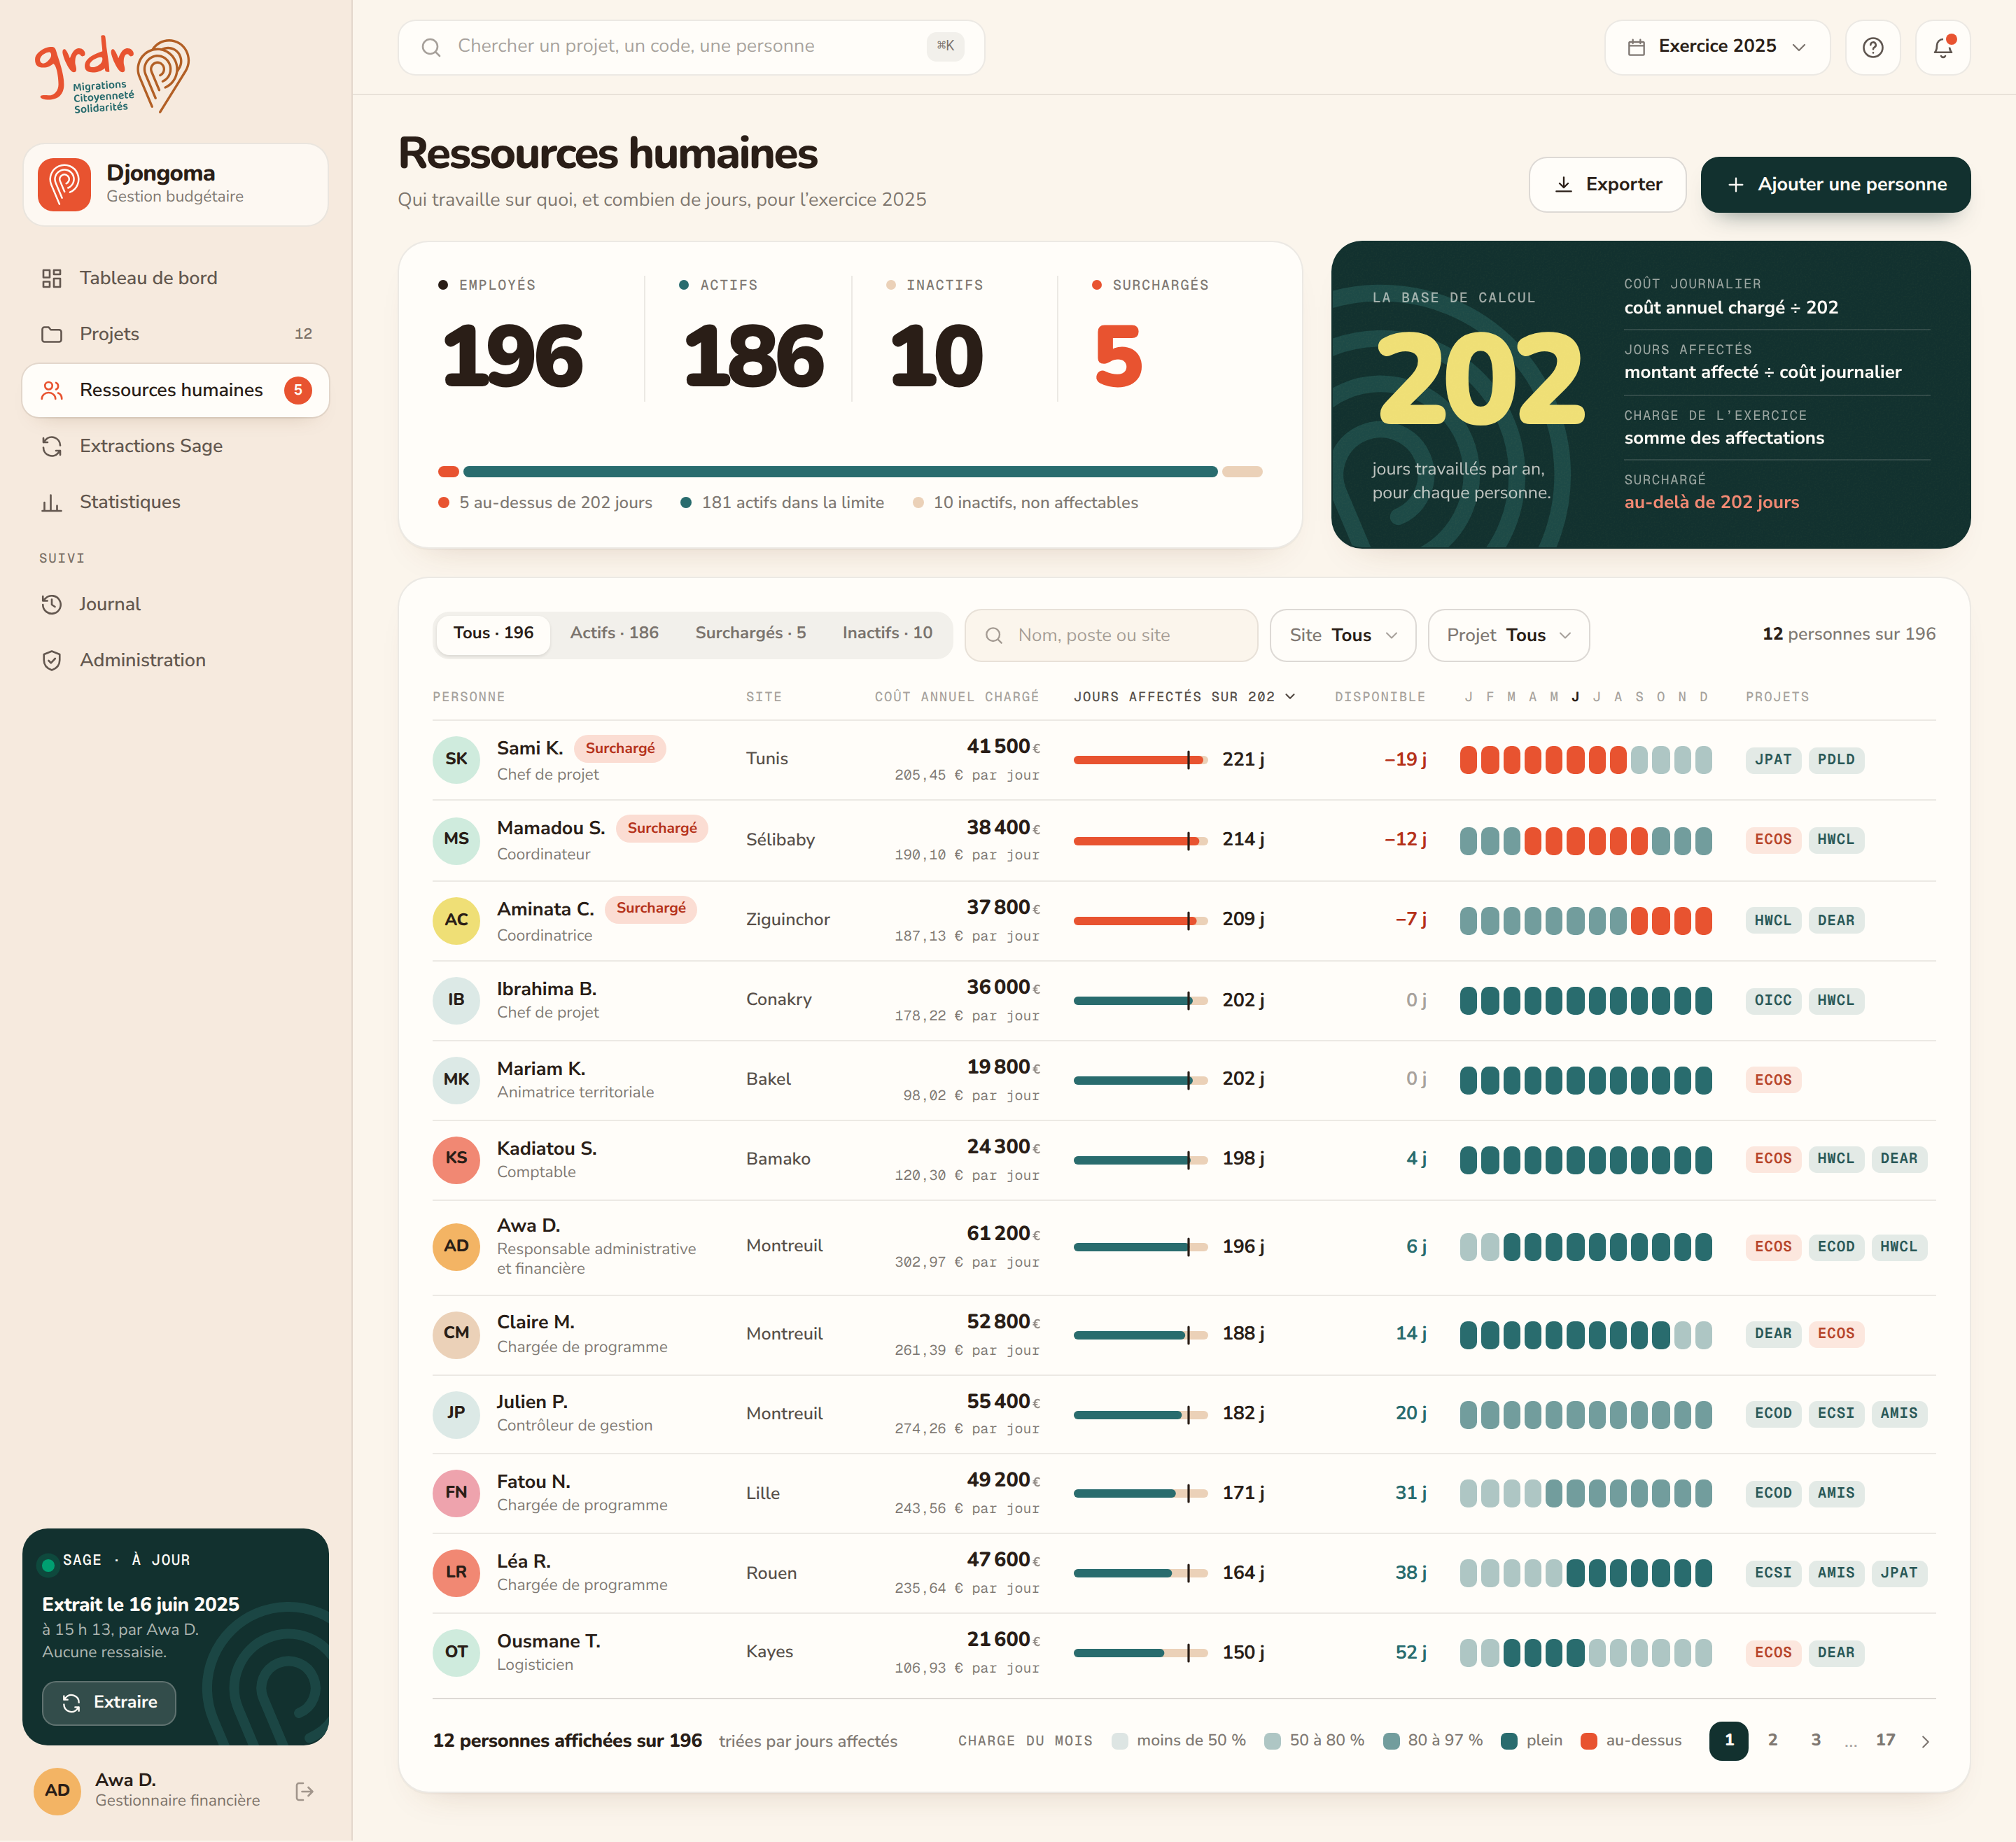 grdr
Migrations
Citoyenneté
Solidarités
Djongoma
Gestion budgétaire
Tableau de bord
Projets 12
Ressources humaines 5
Extractions Sage
Statistiques
SUIVI
Journal
Administration
SAGE · À JOUR
Extrait le 16 juin 2025
à 15 h 13, par Awa D.
Aucune ressaisie.
Extraire
AD
Awa D.
Gestionnaire financière
Chercher un projet, un code, une personne ⌘K
Exercice 2025
Ressources humaines
Qui travaille sur quoi, et combien de jours, pour l’exercice 2025
Exporter
Ajouter une personne
EMPLOYÉS ACTIFS INACTIFS SURCHARGÉS
196 186 10 5
5 au-dessus de 202 jours 181 actifs dans la limite 10 inactifs, non affectables
LA BASE DE CALCUL
202
jours travaillés par an,
pour chaque personne.
COÛT JOURNALIER
coût annuel chargé ÷ 202
JOURS AFFECTÉS
montant affecté ÷ coût journalier
CHARGE DE L’EXERCICE
somme des affectations
SURCHARGÉ
au-delà de 202 jours
Tous · 196 Actifs · 186 Surchargés · 5 Inactifs · 10 Nom, poste ou site Site Tous Projet Tous 12 personnes sur 196
PERSONNE SITE COÛT ANNUEL CHARGÉ JOURS AFFECTÉS SUR 202 DISPONIBLE J F M A M J J A S O N D PROJETS
SK Sami K. Surchargé Tunis 41 500 € 221 j −19 j JPAT PDLD
Chef de projet 205,45 € par jour
MS Mamadou S. Surchargé Sélibaby 38 400 € 214 j −12 j ECOS HWCL
Coordinateur 190,10 € par jour
AC Aminata C. Surchargé Ziguinchor 37 800 € 209 j −7 j HWCL DEAR
Coordinatrice 187,13 € par jour
IB Ibrahima B. Conakry 36 000 € 202 j 0 j OICC HWCL
Chef de projet 178,22 € par jour
MK Mariam K. Bakel 19 800 € 202 j 0 j ECOS
Animatrice territoriale 98,02 € par jour
KS Kadiatou S. Bamako 24 300 € 198 j 4 j ECOS HWCL DEAR
Comptable 120,30 € par jour
AD Awa D. Montreuil 61 200 € 196 j 6 j ECOS ECOD HWCL
Responsable administrative 302,97 € par jour
et financière
CM Claire M. Montreuil 52 800 € 188 j 14 j DEAR ECOS
Chargée de programme 261,39 € par jour
JP Julien P. Montreuil 55 400 € 182 j 20 j ECOD ECSI AMIS
Contrôleur de gestion 274,26 € par jour
FN Fatou N. Lille 49 200 € 171 j 31 j ECOD AMIS
Chargée de programme 243,56 € par jour
LR Léa R. Rouen 47 600 € 164 j 38 j ECSI AMIS JPAT
Chargée de programme 235,64 € par jour
OT Ousmane T. Kayes 21 600 € 150 j 52 j ECOS DEAR
Logisticien 106,93 € par jour
12 personnes affichées sur 196 triées par jours affectés CHARGE DU MOIS moins de 50 % 50 à 80 % 80 à 97 % plein au-dessus 1 2 3 … 17